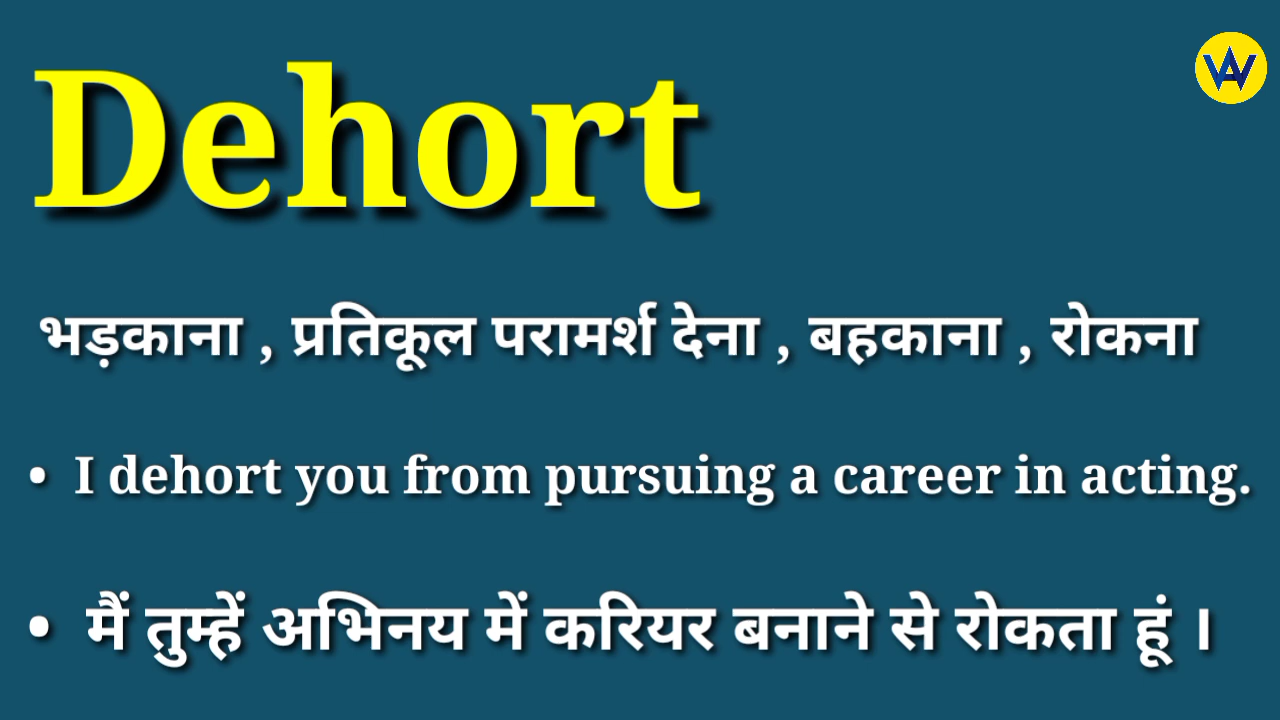 Dehort
भड़काना , प्रतिकूल परामर्श देना , बहकाना , रोकना
• I dehort you from pursuing a career in acting.
• मैं तुम्हें अभिनय में करियर बनाने से रोकता हूं ।